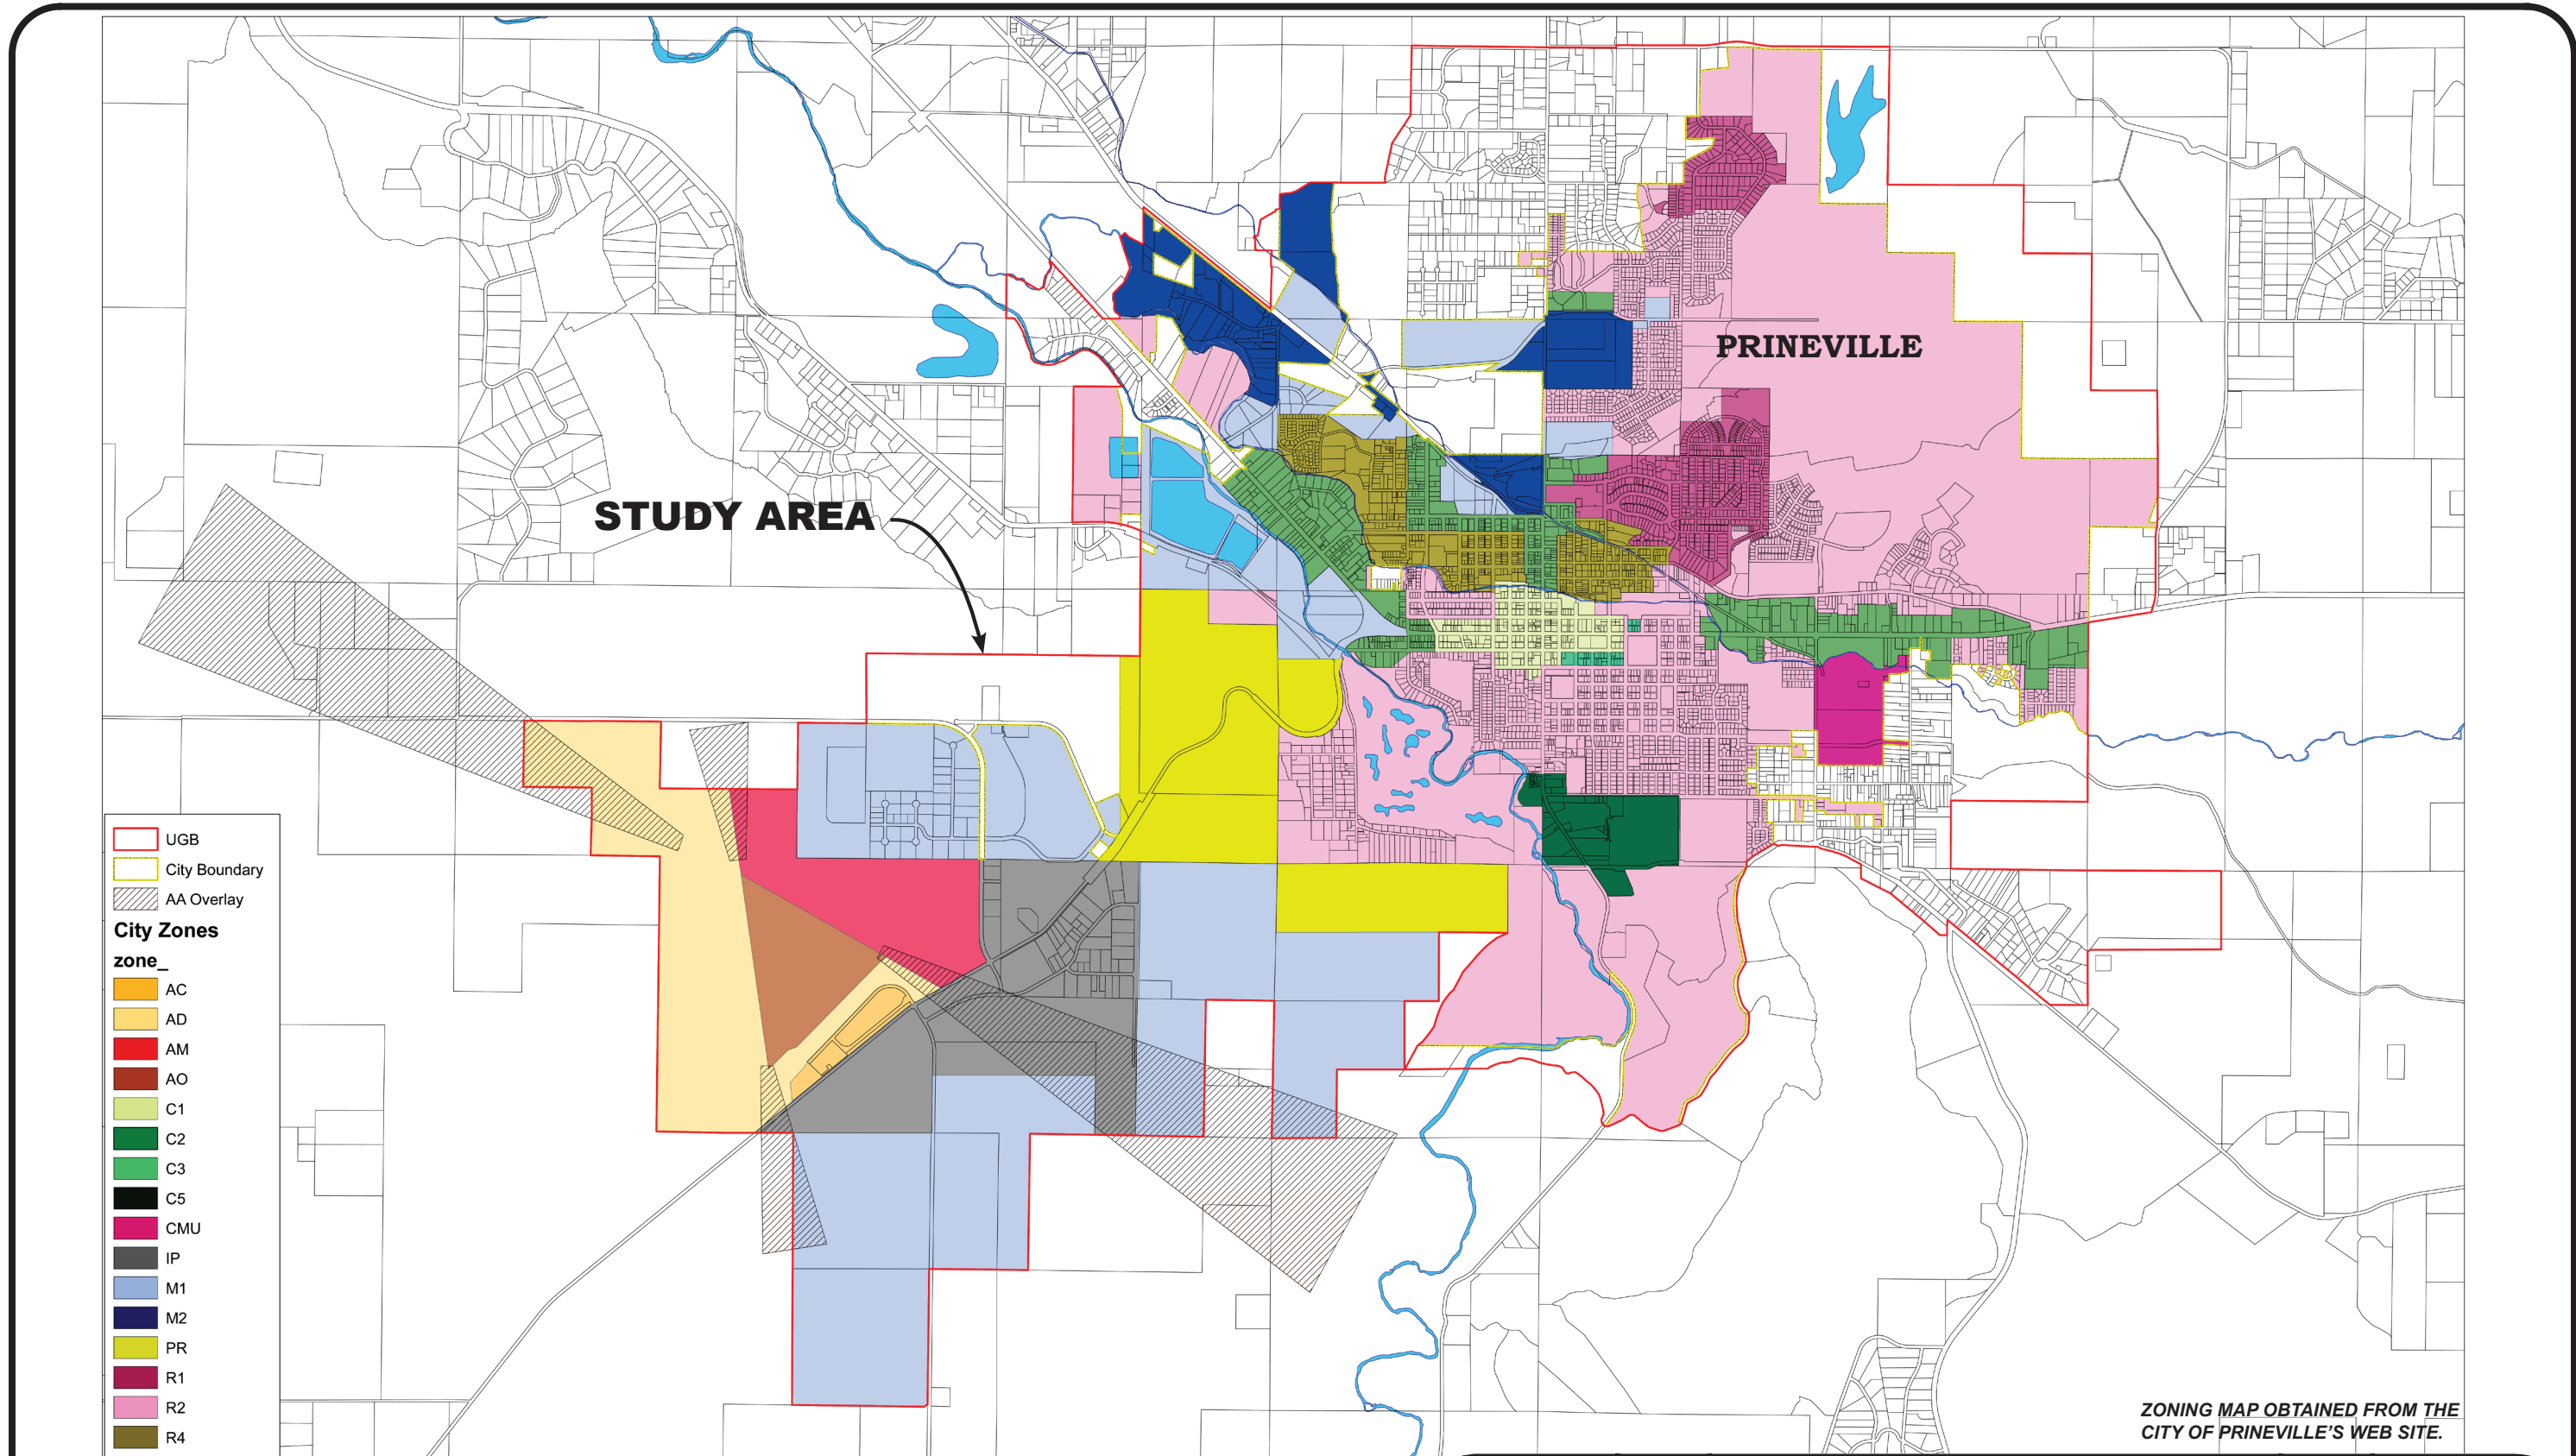 PRINEVILLE
STUDY AREA
UGB
City Boundary
AA Overlay
City Zones
zone_
AC
AD
AM
AO
C1
C2
C3
C5
CMU
IP
M1
M2
PR
R1
R2
R4
ZONING MAP OBTAINED FROM THE
CITY OF PRINEVILLE'S WEB SITE.